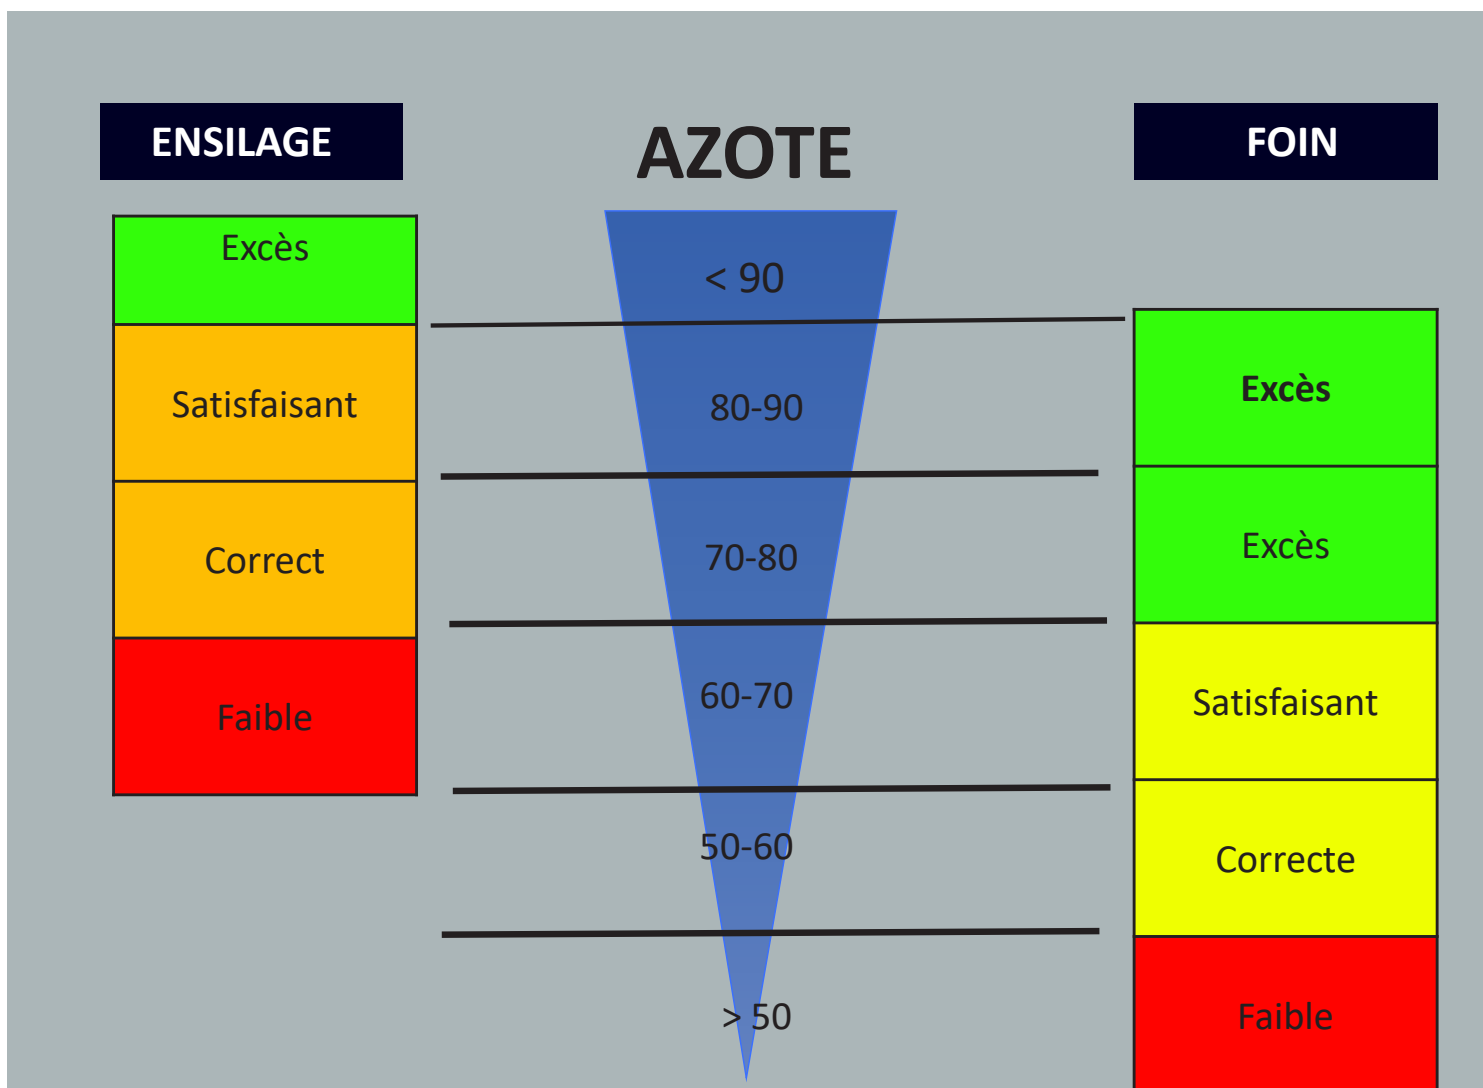 ENSILAGE
AZOTE
FOIN
Excès
< 90
Satisfaisant
80-90
Excès
Correct
70-80
Excès
Faible
60-70
Satisfaisant
50-60
Correcte
> 50
Faible